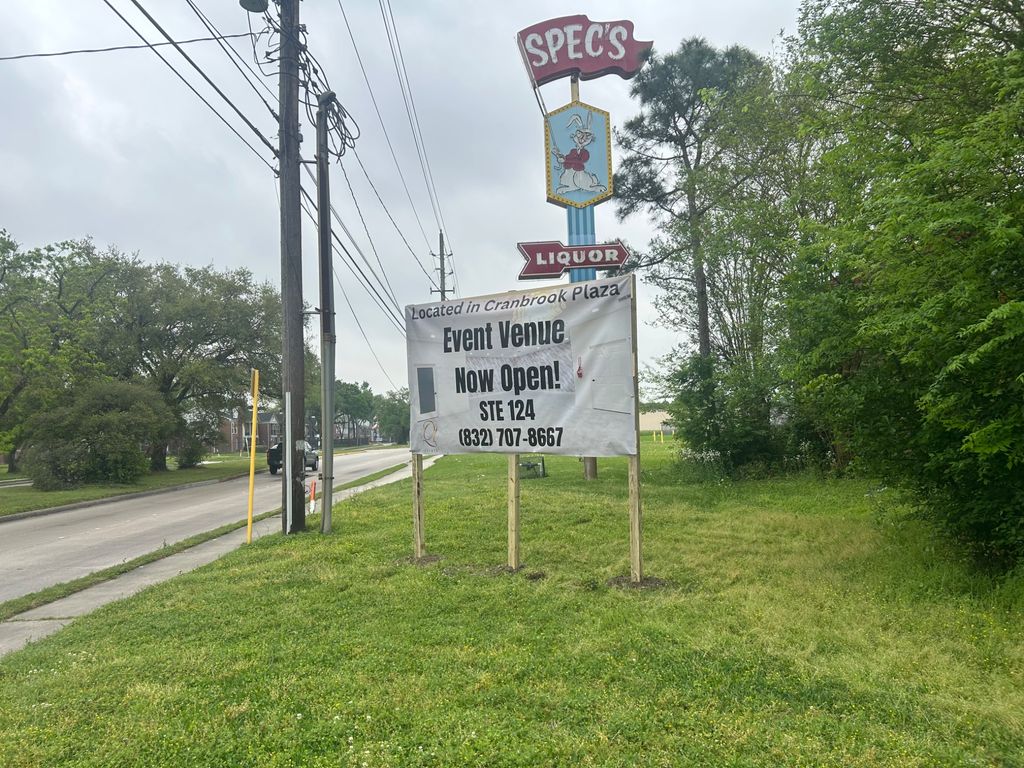 SPEC'S
LIQUOR
Located in Cranbrook Plaza
Event Venue
Now Open!
STE 124
(832) 707-8667